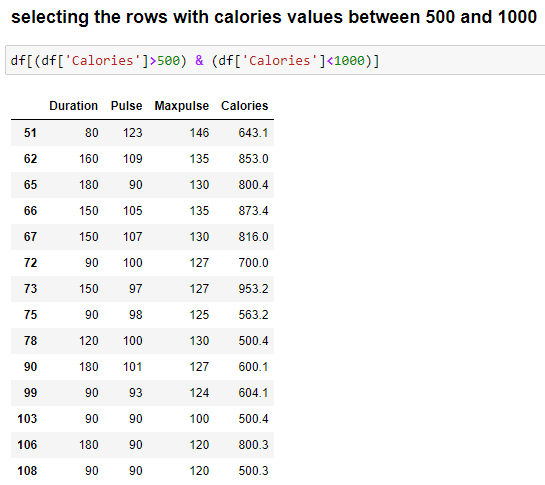 selecting the rows with calories values between 500 and 1000
df[(df['Calories']>500) & (df['Calories']<1000)]
Duration Pulse Maxpulse Calories
51 80 123 146 643.1
62 160 109 135 853.0
65 180 90 130 800.4
66 150 105 135 873.4
67 150 107 130 816.0
72 90 100 127 700.0
73 150 97 127 953.2
75 90 98 125 563.2
78 120 100 130 500.4
90 180 101 127 600.1
99 90 93 124 604.1
103 90 90 100 500.4
106 180 90 120 800.3
108 90 90 120 500.3